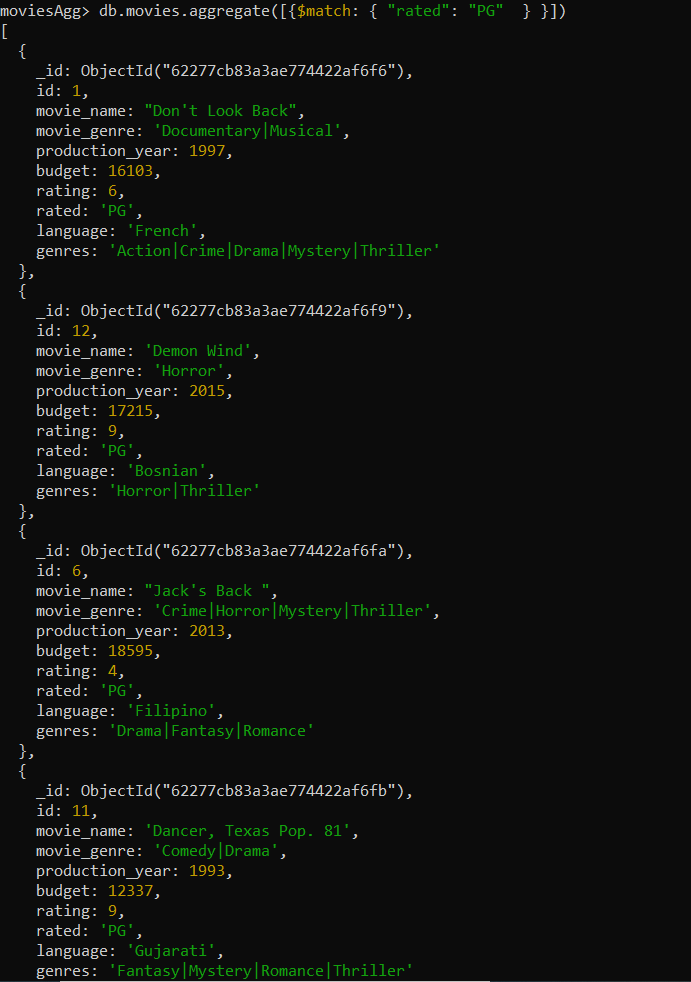 moviesAgg> db.movies.aggregate([{$match: { "rated": "PG"  } }])
[
  {
    _id: ObjectId("62277cb83a3ae774422af6f6"),
    id: 1,
    movie_name: "Don't Look Back",
    movie_genre: 'Documentary|Musical',
    production_year: 1997,
    budget: 16103,
    rating: 6,
    rated: 'PG',
    language: 'French',
    genres: 'Action|Crime|Drama|Mystery|Thriller'
  },
  {
    _id: ObjectId("62277cb83a3ae774422af6f9"),
    id: 12,
    movie_name: 'Demon Wind',
    movie_genre: 'Horror',
    production_year: 2015,
    budget: 17215,
    rating: 9,
    rated: 'PG',
    language: 'Bosnian',
    genres: 'Horror|Thriller'
  },
  {
    _id: ObjectId("62277cb83a3ae774422af6fa"),
    id: 6,
    movie_name: "Jack's Back ",
    movie_genre: 'Crime|Horror|Mystery|Thriller',
    production_year: 2013,
    budget: 18595,
    rating: 4,
    rated: 'PG',
    language: 'Filipino',
    genres: 'Drama|Fantasy|Romance'
  },
  {
    _id: ObjectId("62277cb83a3ae774422af6fb"),
    id: 11,
    movie_name: 'Dancer, Texas Pop. 81',
    movie_genre: 'Comedy|Drama',
    production_year: 1993,
    budget: 12337,
    rating: 9,
    rated: 'PG',
    language: 'Gujarati',
    genres: 'Fantasy|Mystery|Romance|Thriller'